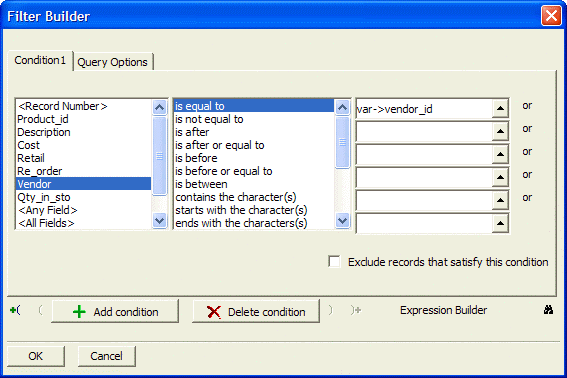 Filter Builder
Condition1
Query Options
<Record Number>
Product_id
Description
Cost
Retail
Re_order
Vendor
Qty_in_sto
<Any Field>
<All Fields>
is equal to
is not equal to
is after
is after or equal to
is before
is before or equal to
is between
contains the character(s)
starts with the character(s)
ends with the characters(s)
var->vendor_id
or
or
or
or
or
Exclude records that satisfy this condition
+( ( Add condition Delete condition ) )+ Expression Builder
OK Cancel